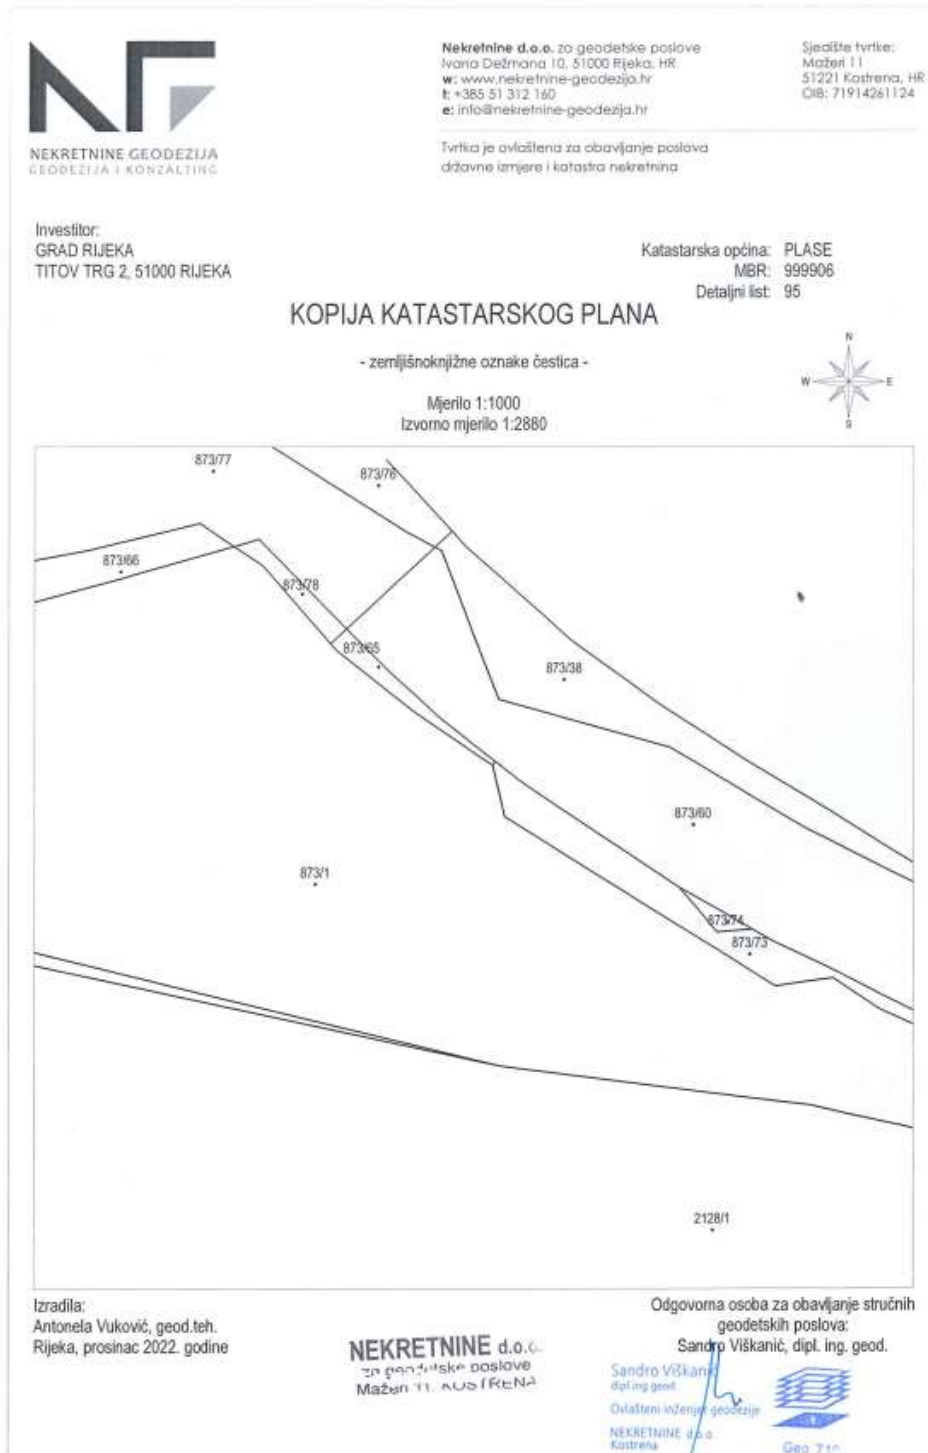 NEKRETNINE GEODEZIJA
GEODEZIJA I KONZALTING
Nekretnine d.o.o. za geodetske poslove
Ivana Dežmana 10, 51000 Rijeka, HR
w: www.nekretnine-geodezija.hr
t: +385 51 312 160
e: info@nekretnine-geodezija.hr
Sjedište tvrtke:
Mažeri 11
51221 Kostrena, HR
OIB: 71914261124
Tvrtka je ovlaštena za obavljanje poslova
državne izmjere i katastra nekretnina
Investitor:
GRAD RIJEKA
TITOV TRG 2, 51000 RIJEKA
Katastarska općina: PLASE
MBR: 999906
Detaljni list: 95
KOPIJA KATASTARSKOG PLANA
- zemljišnoknjižne oznake čestica -
Mjerilo 1:1000
Izvorno mjerilo 1:2880
N
W E
S
873/77
873/76
873/66
873/78
873/65
873/38
873/60
873/1
873/74
873/73
2128/1
Izradila:
Antonela Vuković, geod.teh.
Rijeka, prosinac 2022. godine
NEKRETNINE d.o.o.
za geodetske poslove
Mažeri 11, KOSTRENA
Odgovorna osoba za obavljanje stručnih
geodetskih poslova:
Sandro Viškanić, dipl. ing. geod.
Sandro Viškanić
dipl.ing.geod.
Ovlašteni inženjer geodezije
NEKRETNINE d.o.o.
Kostrena
Geo 710